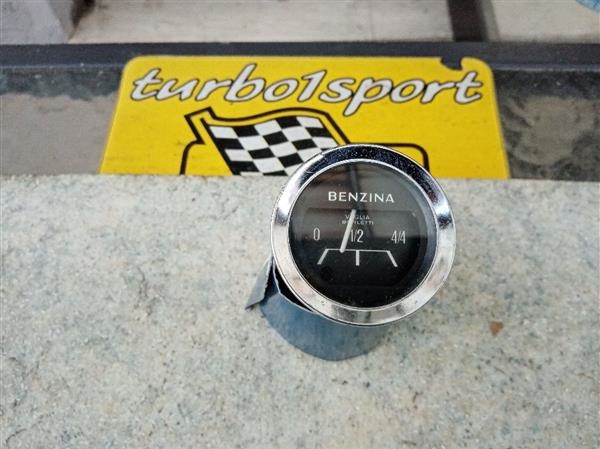 turbo1sport
BENZINA
VEGLIA
BORLETTI
0 1/2 4/4